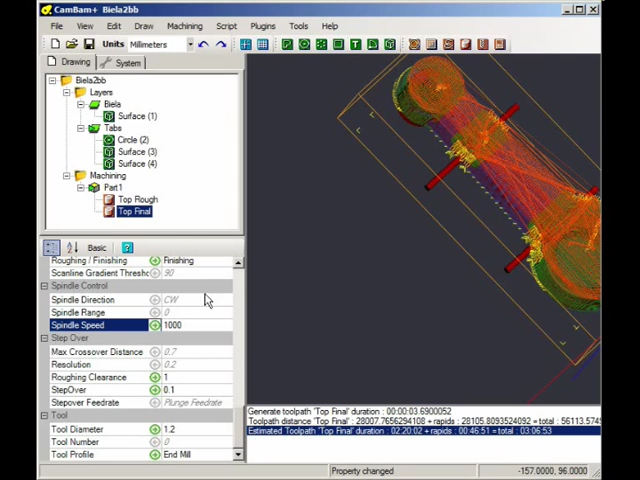 CamBam+ Biela2bb
File View Edit Draw Machining Script Plugins Tools Help
Units Millimeters
Drawing System
Biela2bb
Layers
Biela
Surface (1)
Tabs
Circle (2)
Surface (3)
Surface (4)
Machining
Part1
Top Rough
Top Final
Basic
Roughing / Finishing Finishing
Scanline Gradient Thresho 90
Spindle Control
Spindle Direction CW
Spindle Range 0
Spindle Speed 1000
Step Over
Max Crossover Distance 0.7
Resolution 0.2
Roughing Clearance 1
StepOver 0.1
Stepover Feedrate Plunge Feedrate
Tool
Tool Diameter 1.2
Tool Number 0
Tool Profile End Mill
Generate toolpath 'Top Final' duration : 00:00:03.6900052
Toolpath distance 'Top Final' : 28007.7656294108 + rapids : 28105.8093524092 = total : 56113.5749
Estimated Toolpath 'Top Final' duration : 02:20:02 + rapids : 00:46:51 = total : 03:06:53
Property changed -157.0000, 96.0000